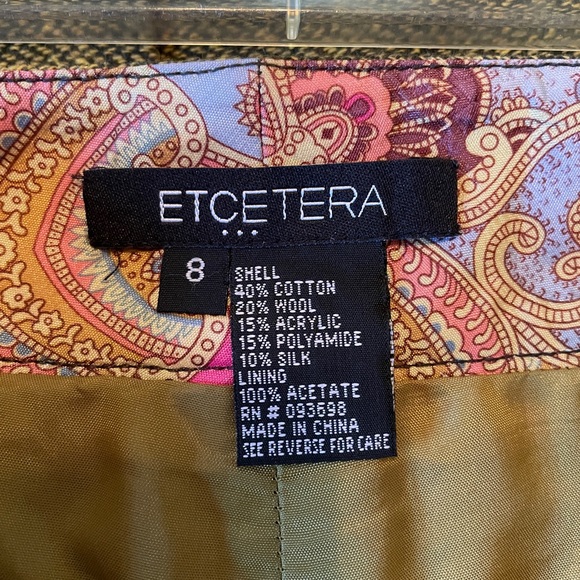 ETCETERA
8
SHELL
40% COTTON
20% WOOL
15% ACRYLIC
15% POLYAMIDE
10% SILK
LINING
100% ACETATE
RN # 093698
MADE IN CHINA
SEE REVERSE FOR CARE